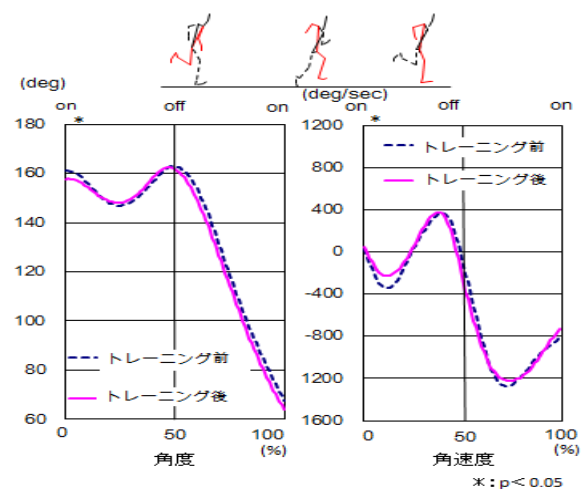 (deg) (deg/sec)
on off on on off on
* *
180 1200
160 800
140 400
120 0
100 -400
80 -800
60 1200
1600
トレーニング前
トレーニング後
トレーニング前
トレーニング後
0 50 100 0 50 100
(%) (%)
角度 角速度
*:p<0.05